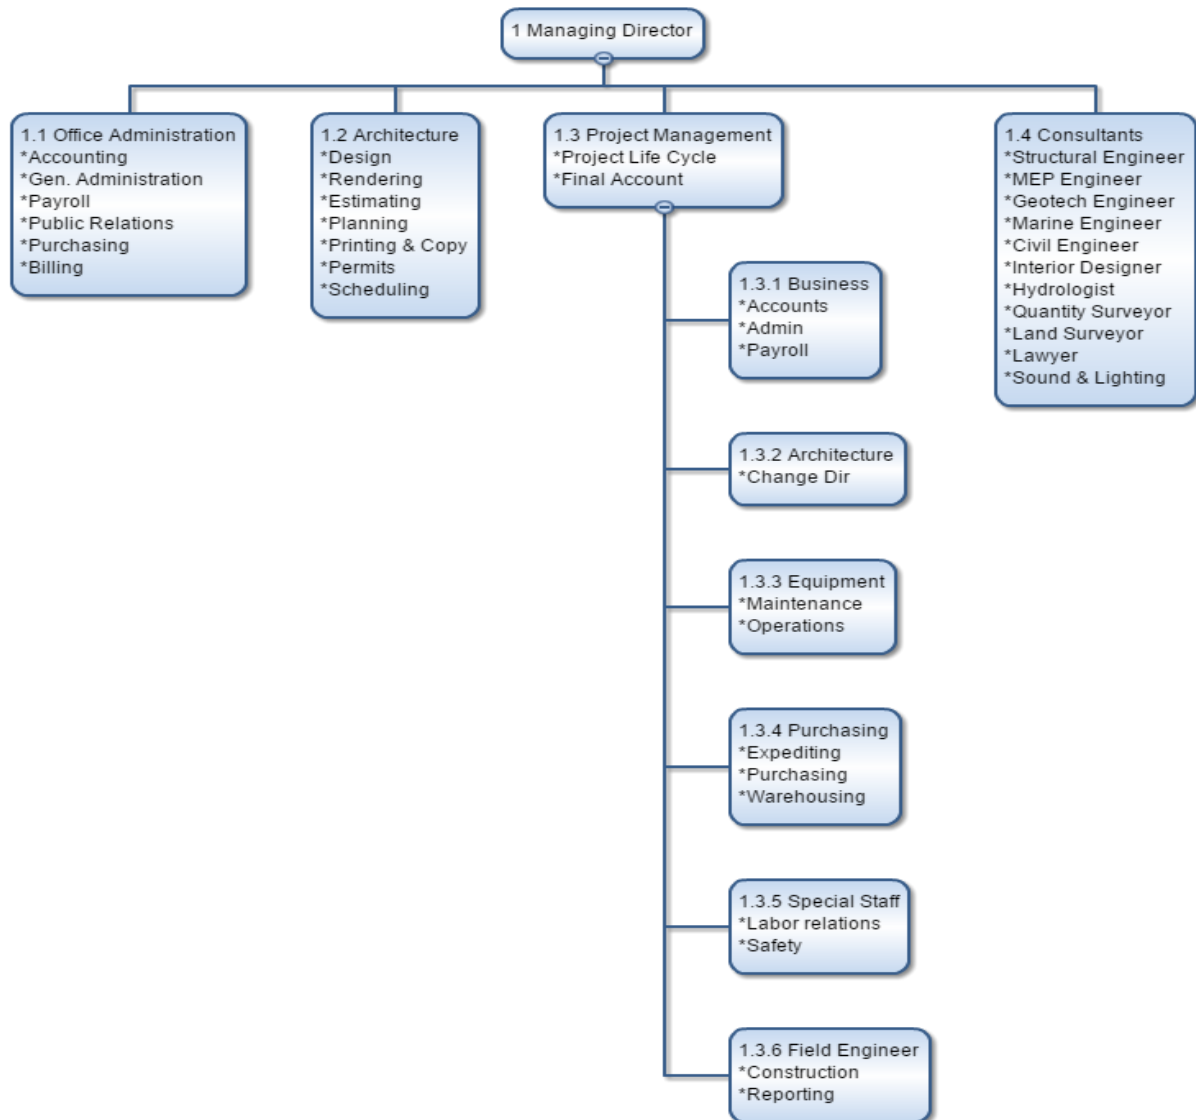 1 Managing Director
1.1 Office Administration
*Accounting
*Gen. Administration
*Payroll
*Public Relations
*Purchasing
*Billing
1.2 Architecture
*Design
*Rendering
*Estimating
*Planning
*Printing & Copy
*Permits
*Scheduling
1.3 Project Management
*Project Life Cycle
*Final Account
1.3.1 Business
*Accounts
*Admin
*Payroll
1.3.2 Architecture
*Change Dir
1.3.3 Equipment
*Maintenance
*Operations
1.3.4 Purchasing
*Expediting
*Purchasing
*Warehousing
1.3.5 Special Staff
*Labor relations
*Safety
1.3.6 Field Engineer
*Construction
*Reporting
1.4 Consultants
*Structural Engineer
*MEP Engineer
*Geotech Engineer
*Marine Engineer
*Civil Engineer
*Interior Designer
*Hydrologist
*Quantity Surveyor
*Land Surveyor
*Lawyer
*Sound & Lighting